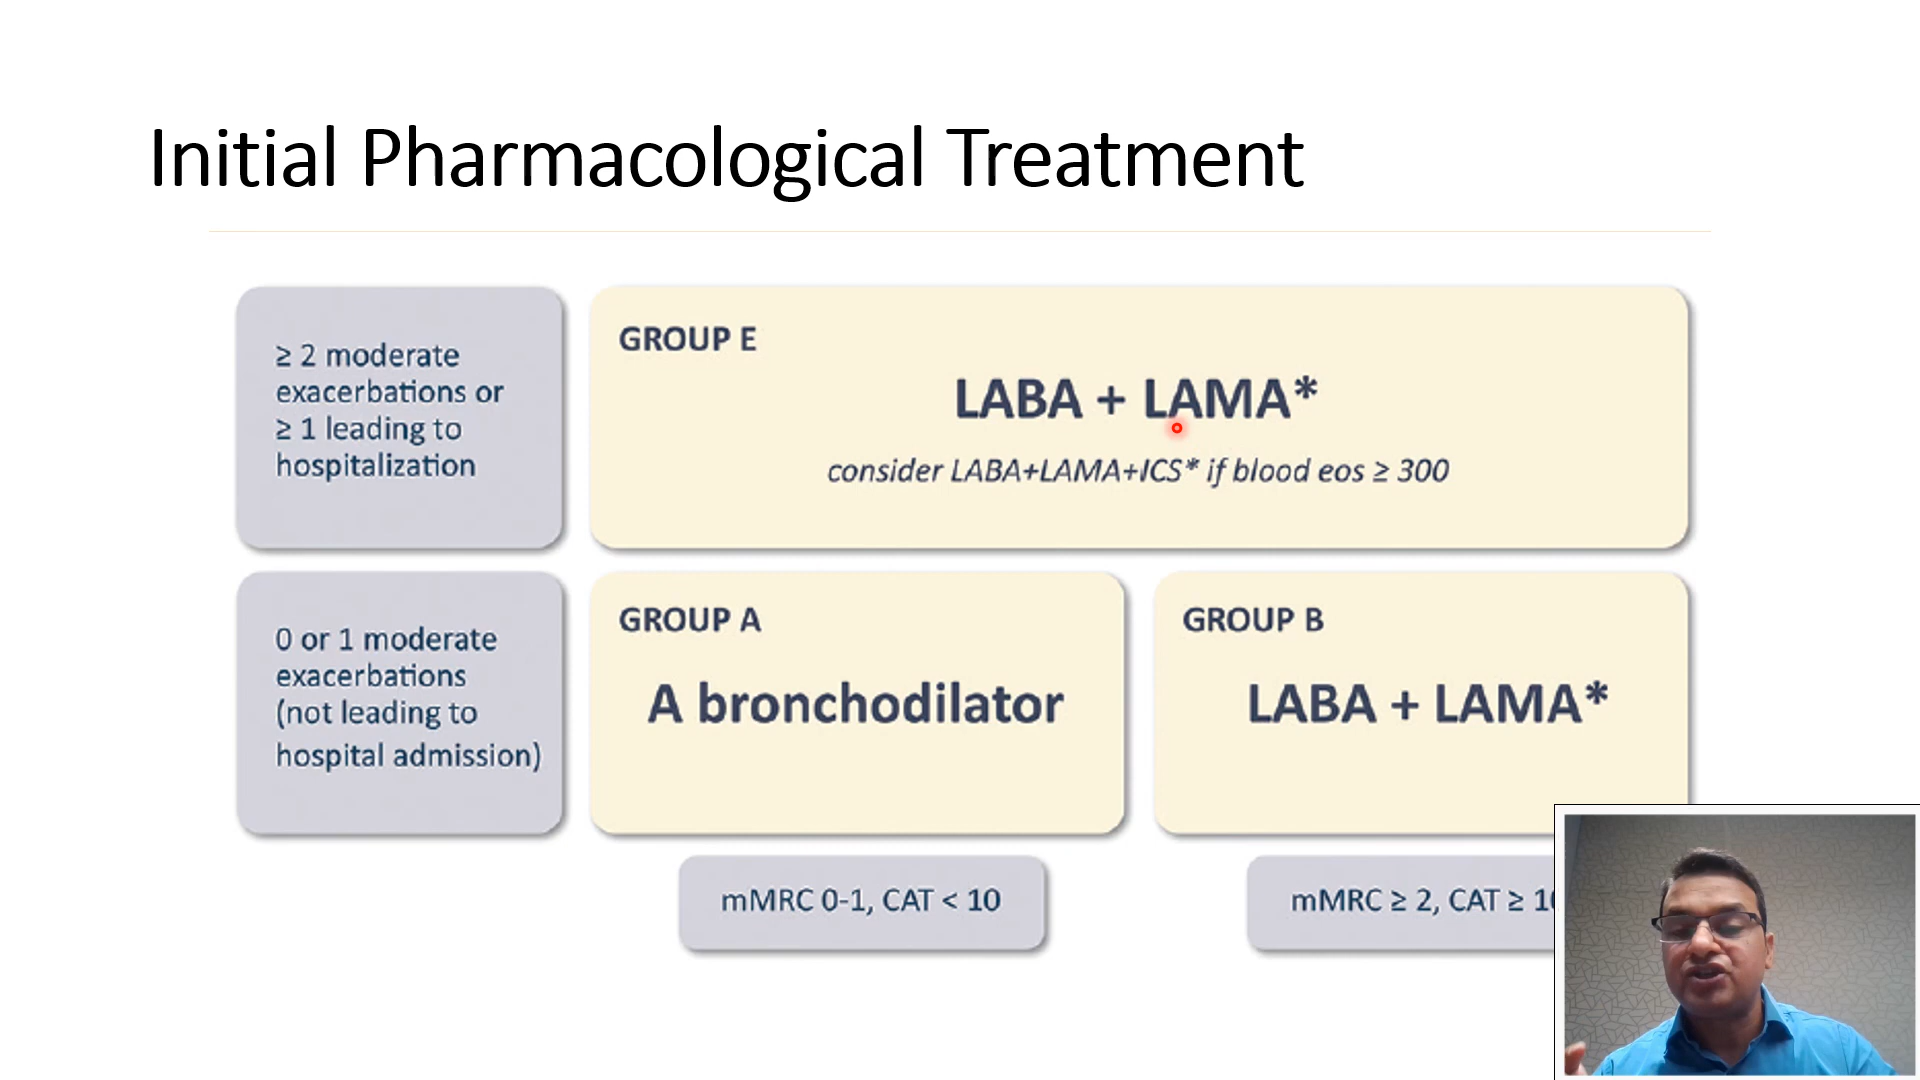 Initial Pharmacological Treatment
≥ 2 moderate
exacerbations or
≥ 1 leading to
hospitalization
GROUP E
LABA + LAMA*
consider LABA+LAMA+ICS* if blood eos ≥ 300
0 or 1 moderate
exacerbations
(not leading to
hospital admission)
GROUP A
A bronchodilator
GROUP B
LABA + LAMA*
mMRC 0-1, CAT < 10
mMRC ≥ 2, CAT ≥